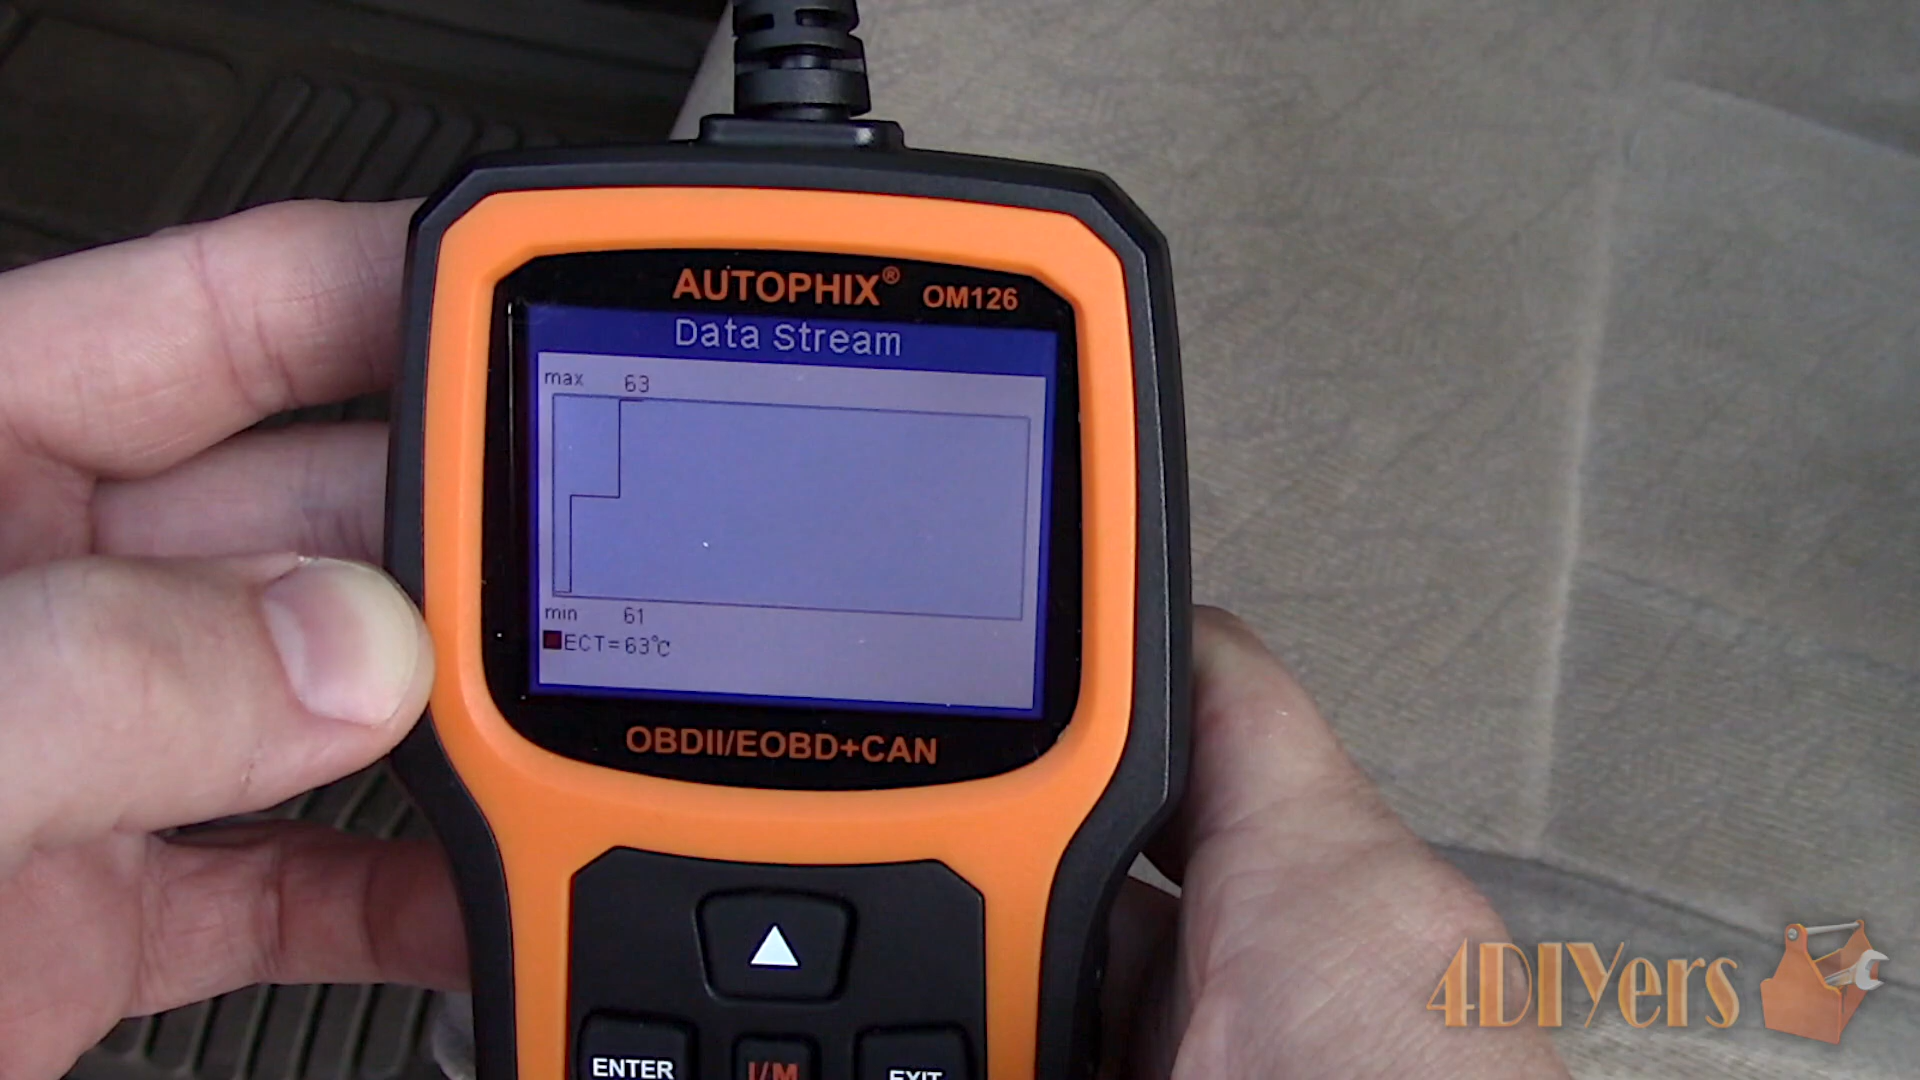 AUTOPHIX® OM126
Data Stream
max 63
min 61
ECT=63℃
OBDII/EOBD+CAN
ENTER
I/M
EXIT
4DIYers